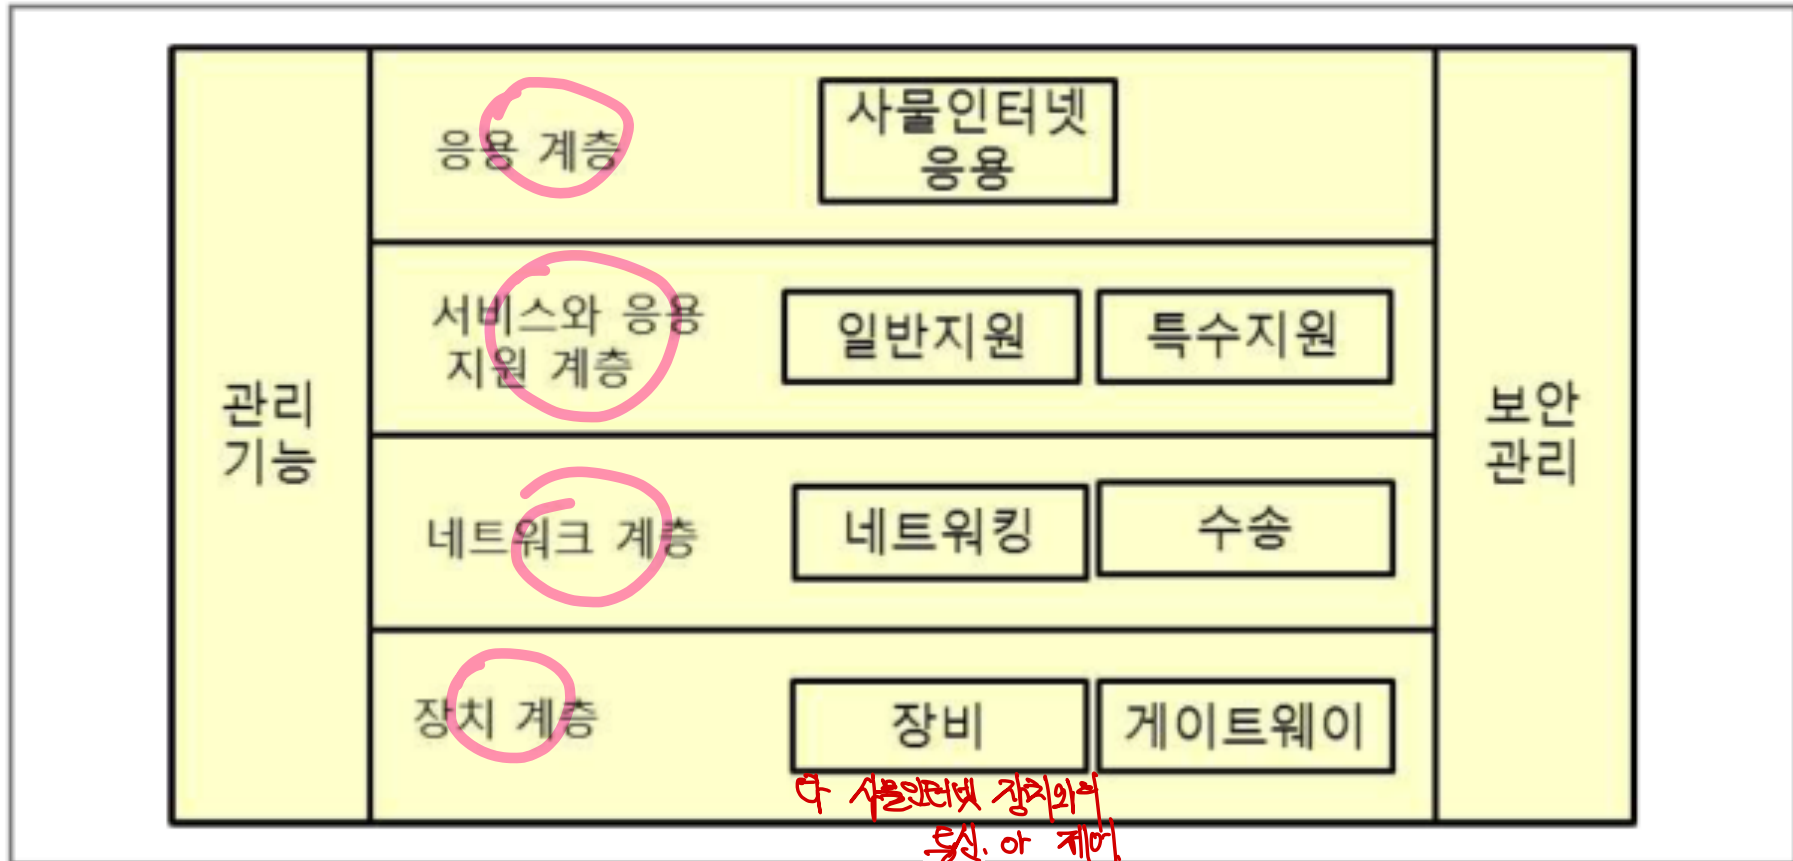 응용 계층
사물인터넷
응용
서비스와 응용
지원 계층
일반지원
특수지원
관리
기능
보안
관리
네트워크 계층
네트워킹
수송
장치 계층
장비
게이트웨이
사물인터넷 장치와의
통신. 제어